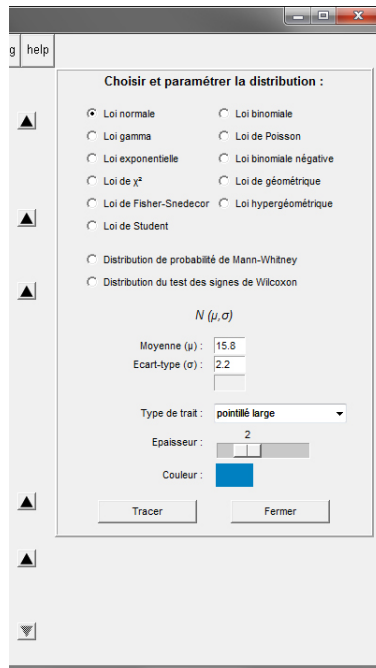 g help
Choisir et paramétrer la distribution :
Loi normale Loi binomiale
Loi gamma Loi de Poisson
Loi exponentielle Loi binomiale négative
Loi de χ² Loi de géométrique
Loi de Fisher-Snedecor Loi hypergéométrique
Loi de Student
Distribution de probabilité de Mann-Whitney
Distribution du test des signes de Wilcoxon
N (μ,σ)
Moyenne (μ) : 15.8
Ecart-type (σ) : 2.2
Type de trait : pointillé large
2
Epaisseur :
Couleur :
Tracer Fermer